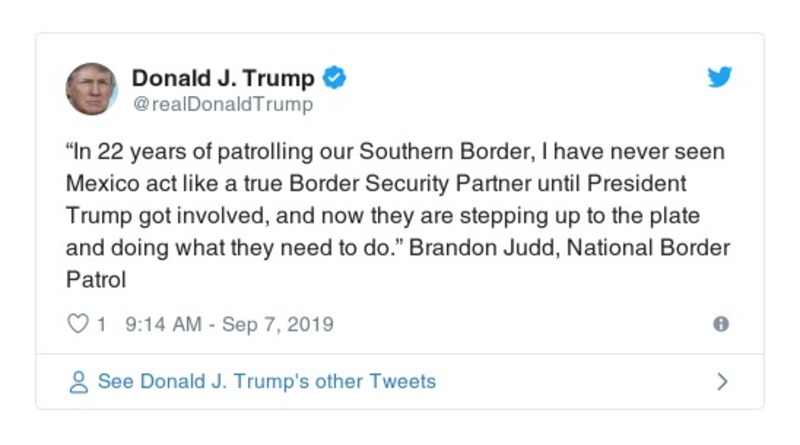 Donald J. Trump
@realDonaldTrump
“In 22 years of patrolling our Southern Border, I have never seen
Mexico act like a true Border Security Partner until President
Trump got involved, and now they are stepping up to the plate
and doing what they need to do.” Brandon Judd, National Border
Patrol
1 9:14 AM - Sep 7, 2019
See Donald J. Trump's other Tweets